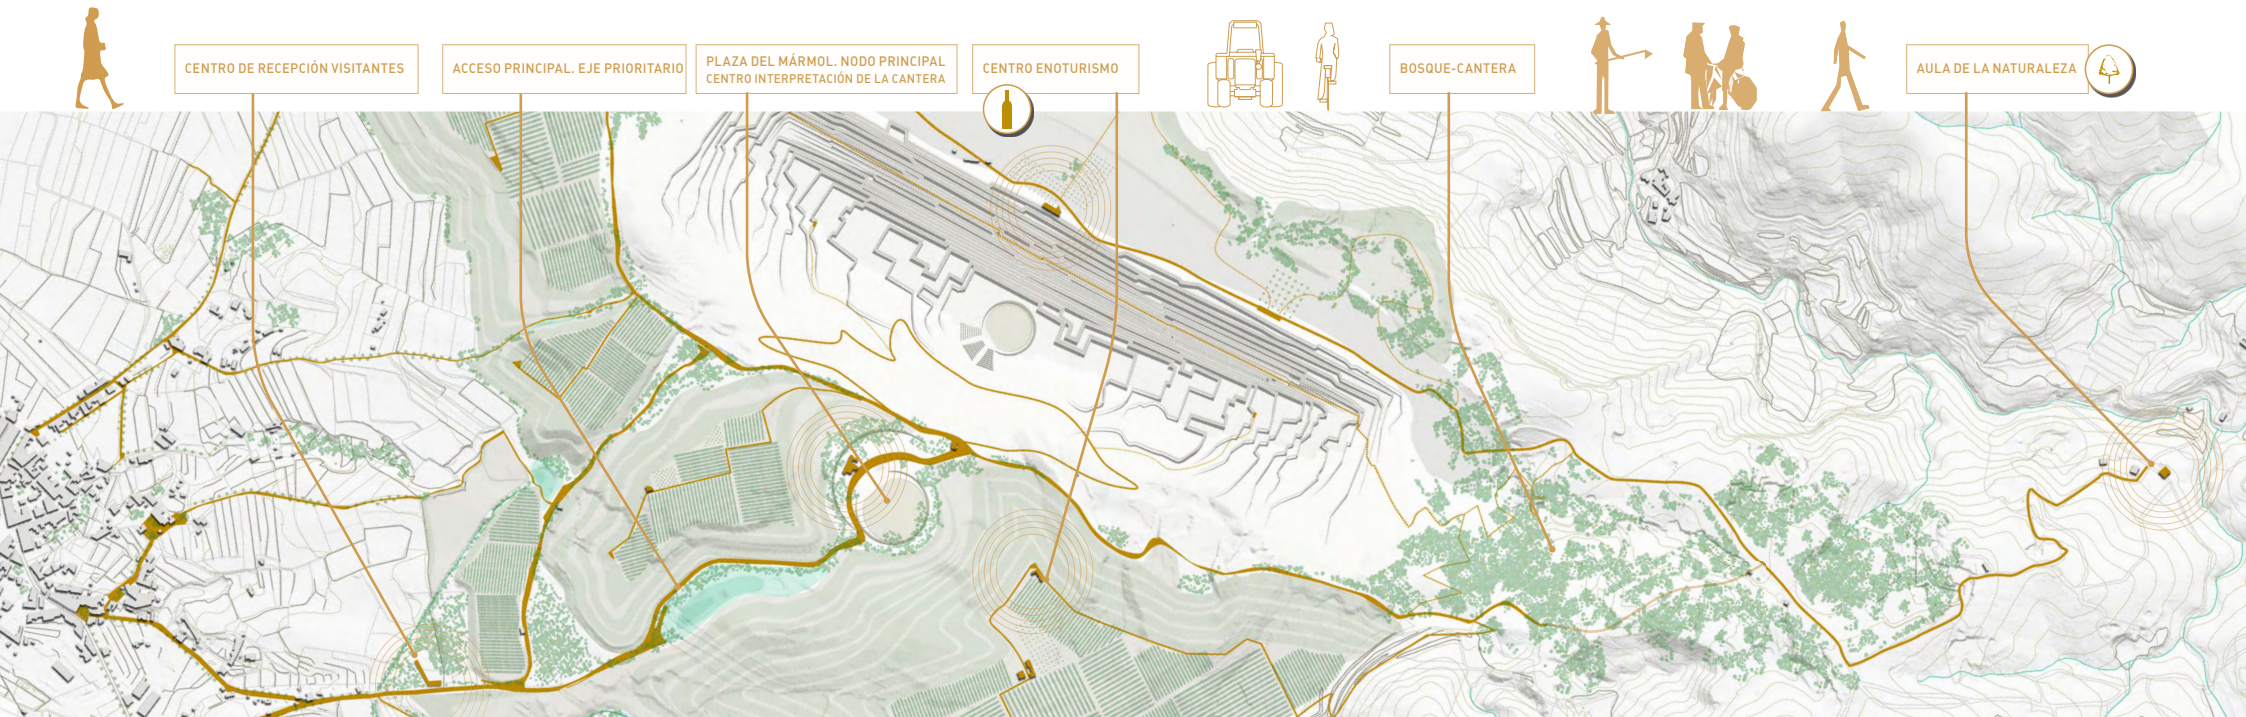 CENTRO DE RECEPCIÓN VISITANTES
ACCESO PRINCIPAL. EJE PRIORITARIO
PLAZA DEL MÁRMOL. NODO PRINCIPAL
CENTRO INTERPRETACIÓN DE LA CANTERA
CENTRO ENOTURISMO
BOSQUE-CANTERA
AULA DE LA NATURALEZA